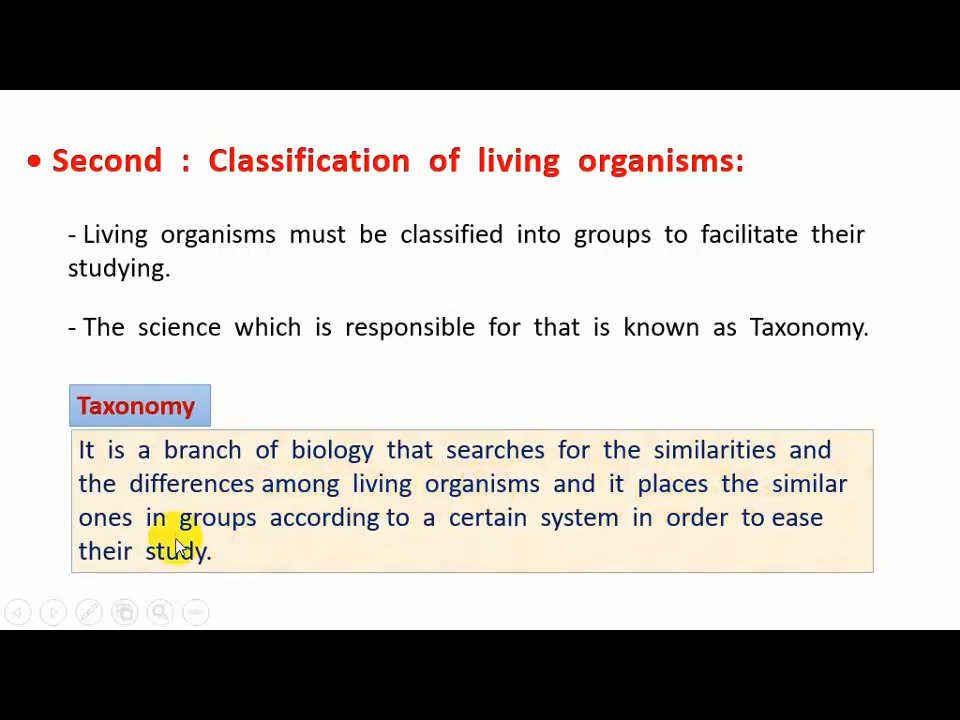 • Second : Classification of living organisms:
- Living organisms must be classified into groups to facilitate their
studying.
- The science which is responsible for that is known as Taxonomy.
Taxonomy
It is a branch of biology that searches for the similarities and
the differences among living organisms and it places the similar
ones in groups according to a certain system in order to ease
their study.